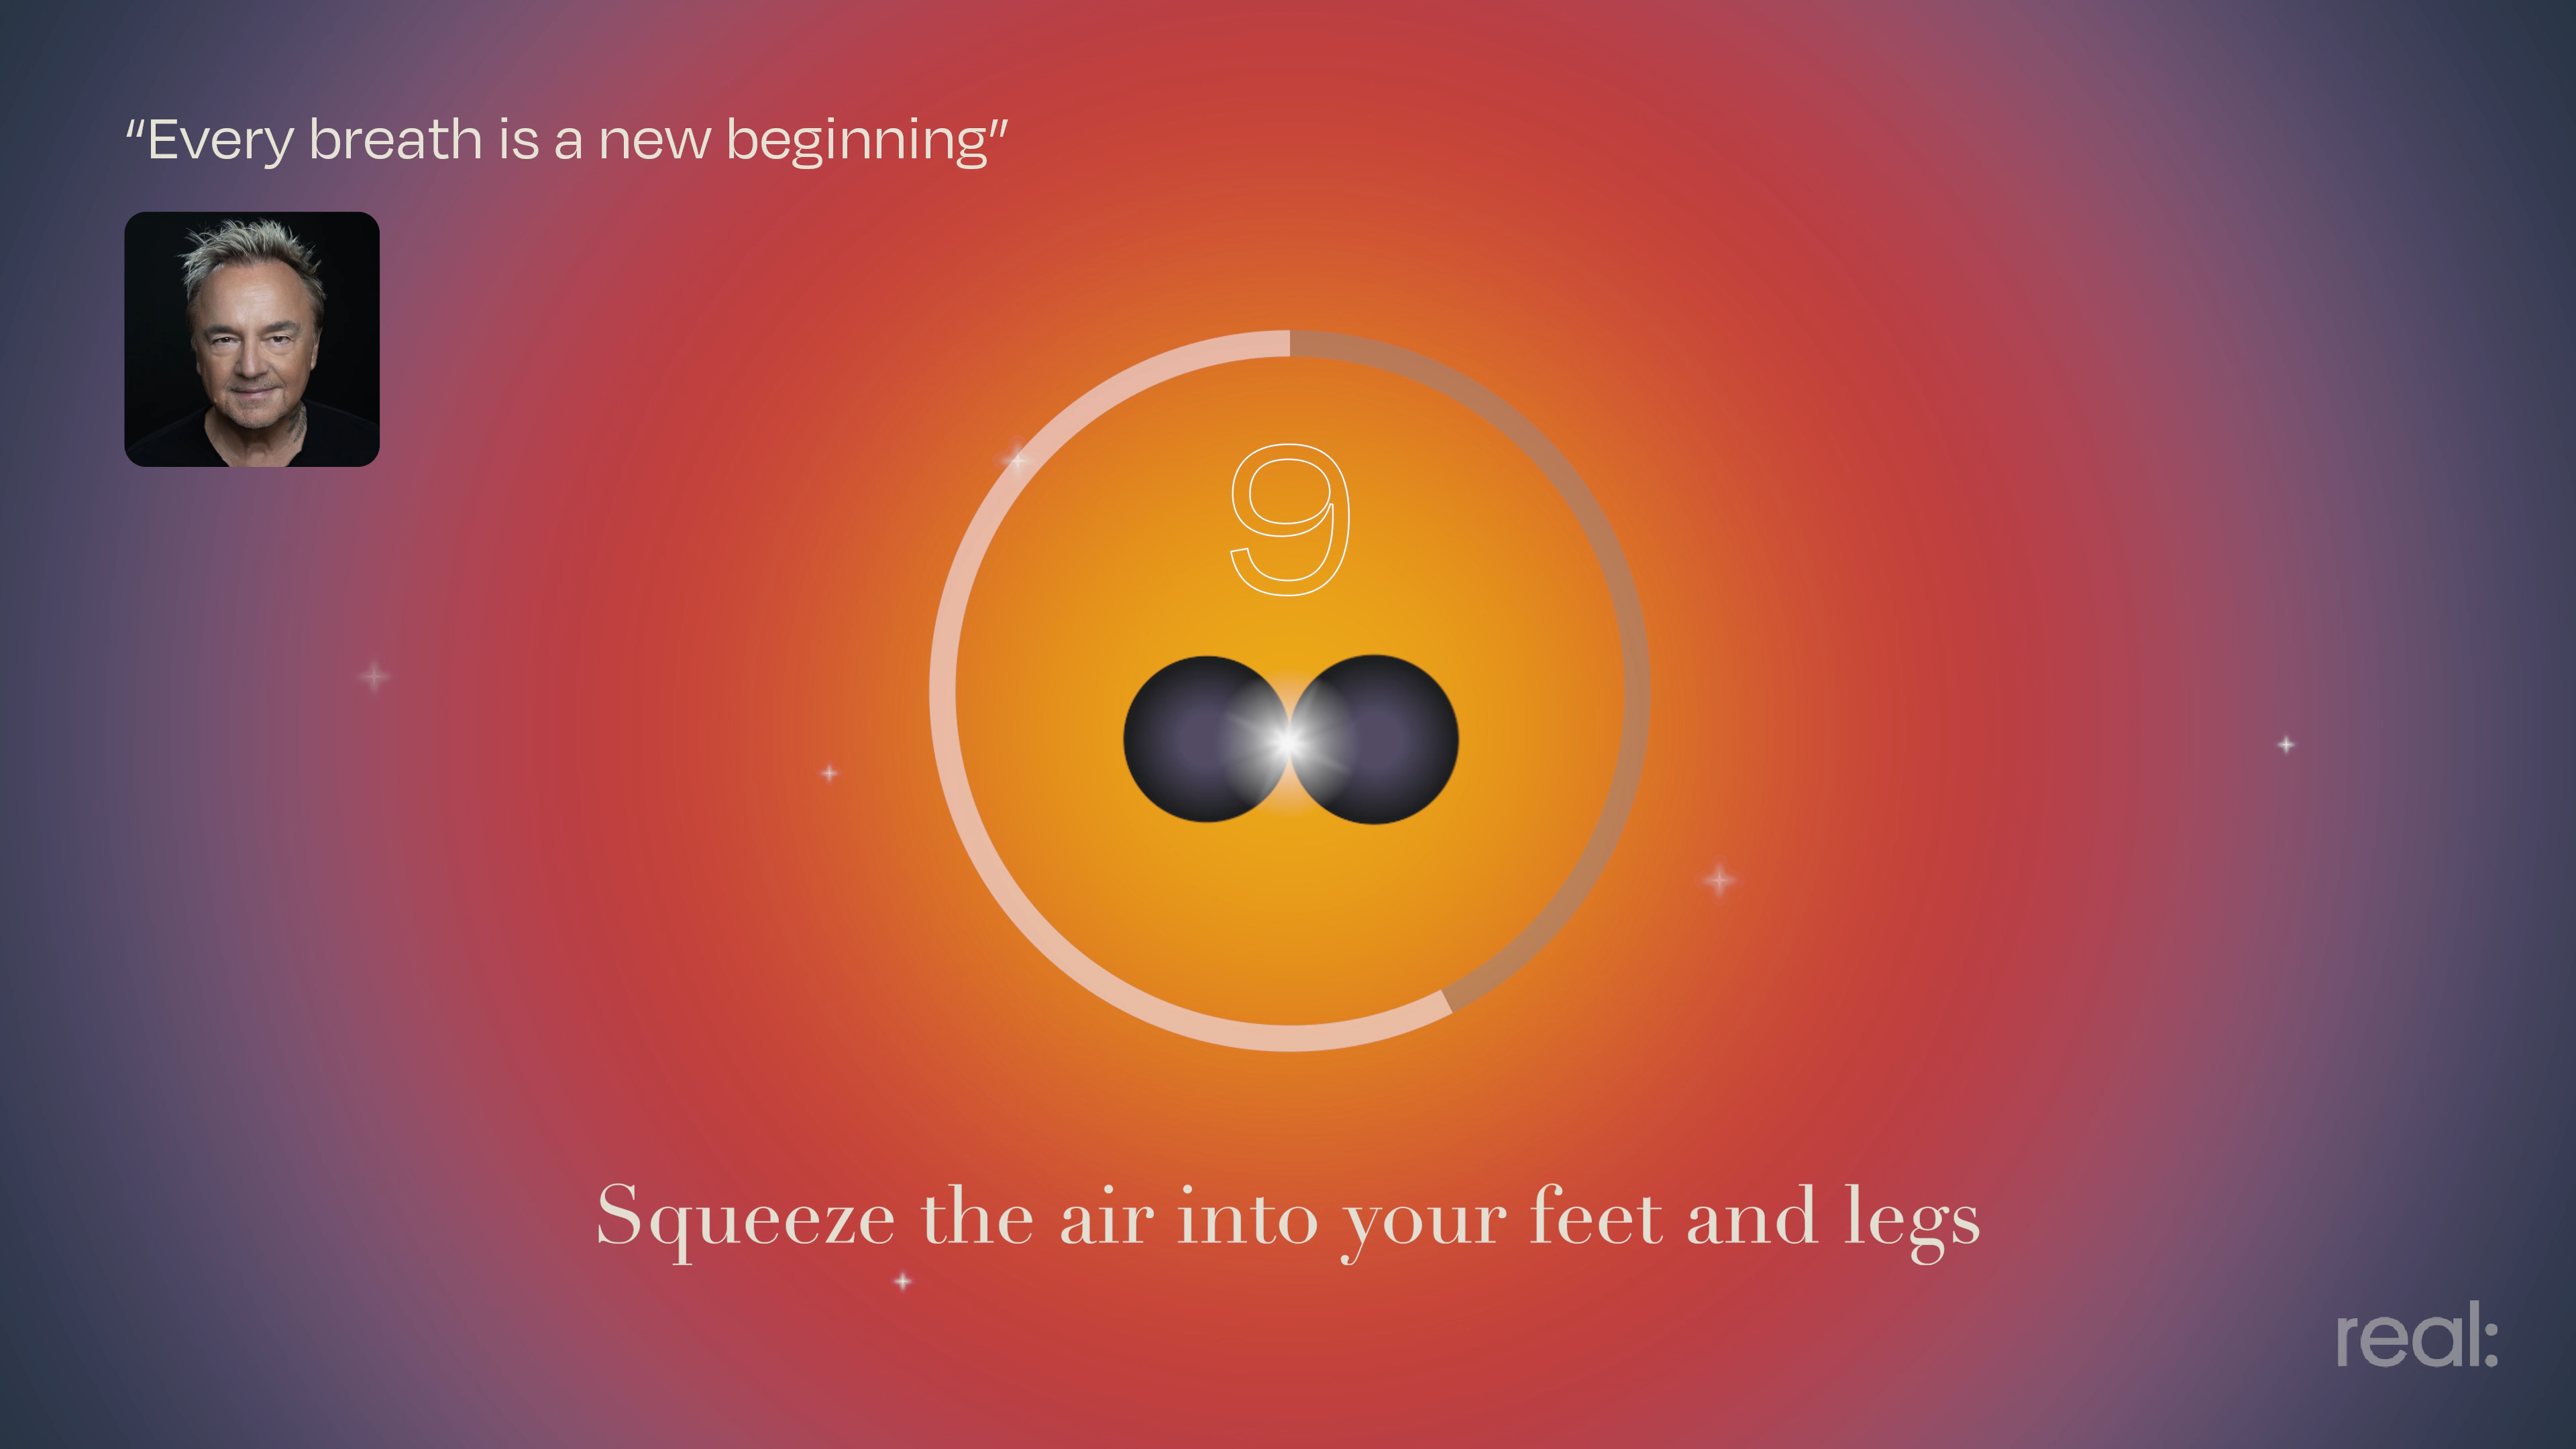 “Every breath is a new beginning”
9
Squeeze the air into your feet and legs
real: